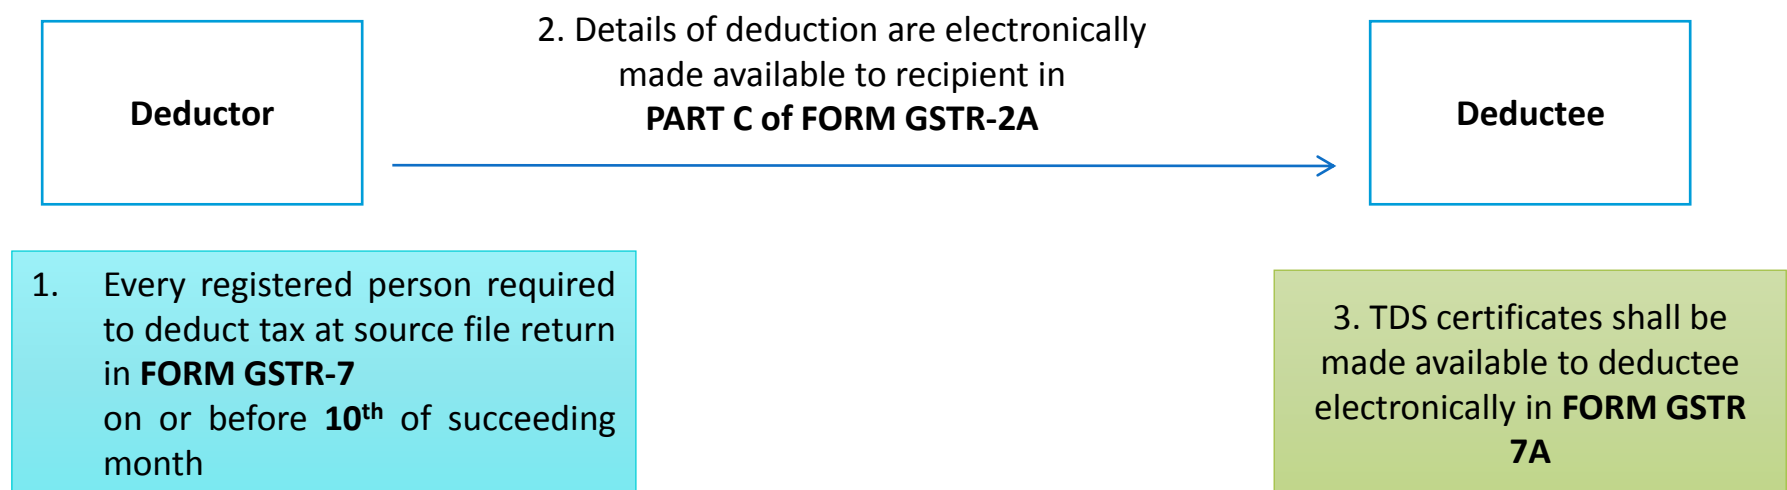 Deductor
2. Details of deduction are electronically
made available to recipient in
PART C of FORM GSTR-2A
Deductee
1. Every registered person required
to deduct tax at source file return
in FORM GSTR-7
on or before 10th of succeeding
month
3. TDS certificates shall be
made available to deductee
electronically in FORM GSTR
7A